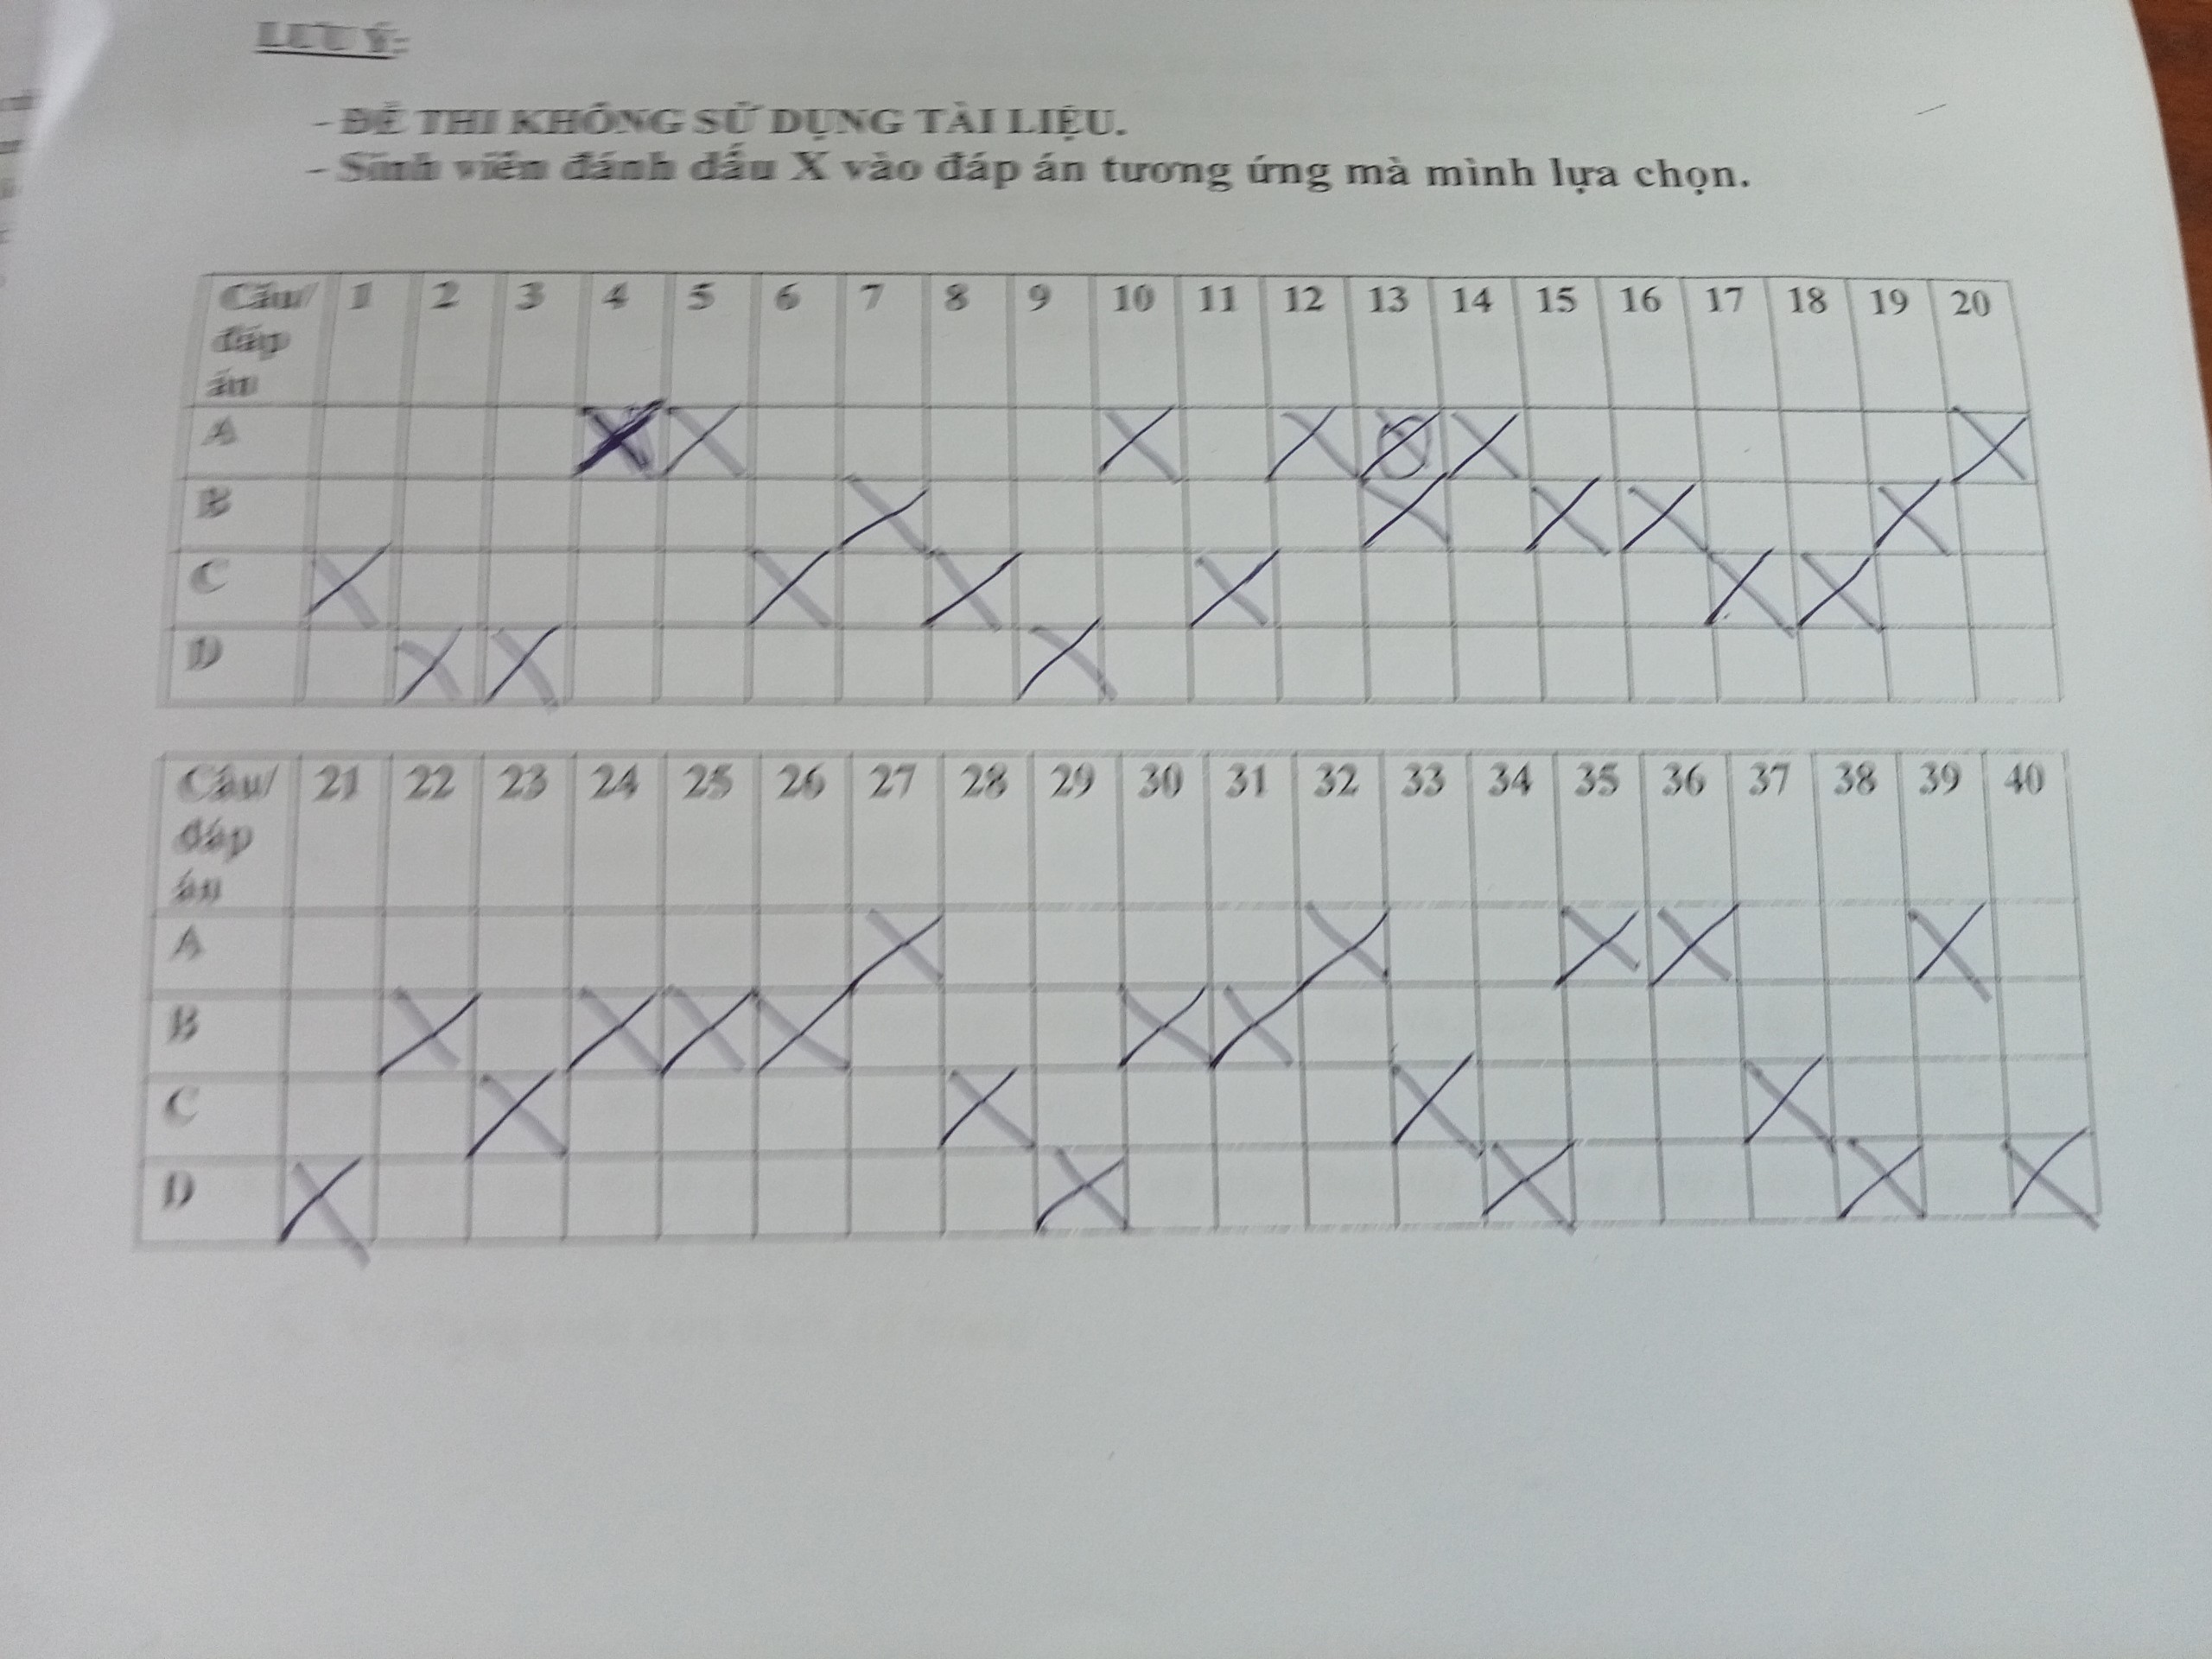 LƯU Ý:
- ĐỀ THI KHÔNG SỬ DỤNG TÀI LIỆU.
- Sinh viên đánh dấu X vào đáp án tương ứng mà mình lựa chọn.
Câu/ 1 2 3 4 5 6 7 8 9 10 11 12 13 14 15 16 17 18 19 20
đáp
án
A X X X X X X X
B X X X X X
C X X X X X X
D X X X
Câu/ 21 22 23 24 25 26 27 28 29 30 31 32 33 34 35 36 37 38 39 40
đáp
án
A X X X X X
B X X X X X X
C X X X X
D X X X X X